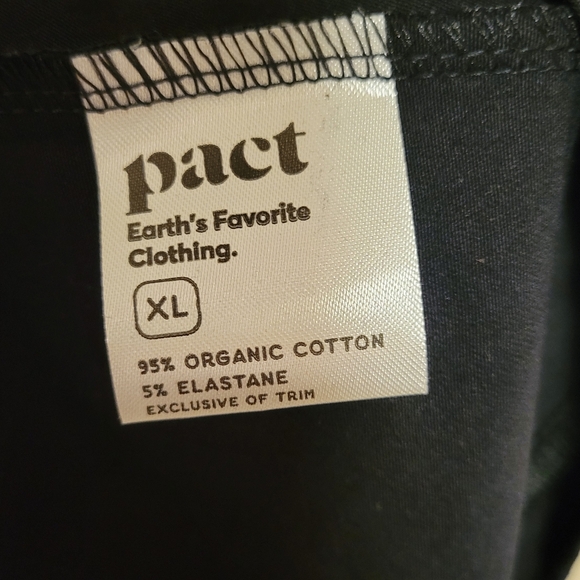 pact
Earth's Favorite
Clothing.
XL
95% ORGANIC COTTON
5% ELASTANE
EXCLUSIVE OF TRIM